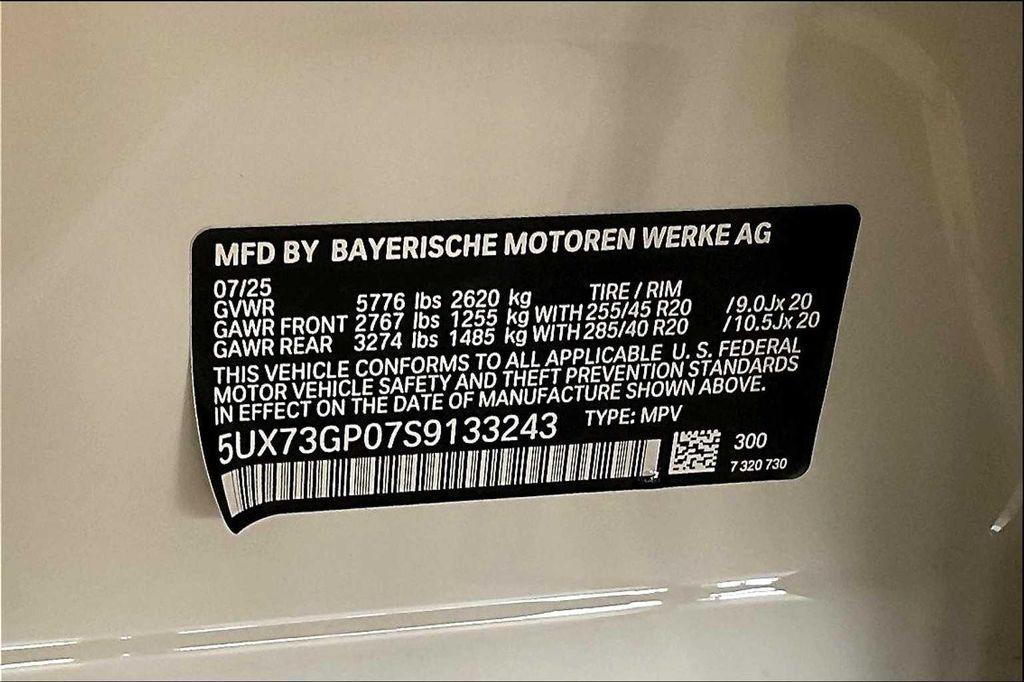 MFD BY BAYERISCHE MOTOREN WERKE AG
07/25 TIRE / RIM
GVWR 5776 lbs 2620 kg
GAWR FRONT 2767 lbs 1255 kg WITH 255/45 R20 /9.0Jx 20
GAWR REAR 3274 lbs 1485 kg WITH 285/40 R20 /10.5Jx 20
THIS VEHICLE CONFORMS TO ALL APPLICABLE U. S. FEDERAL
MOTOR VEHICLE SAFETY AND THEFT PREVENTION STANDARDS
IN EFFECT ON THE DATE OF MANUFACTURE SHOWN ABOVE.
5UX73GP07S9133243 TYPE: MPV
300
7 320 730